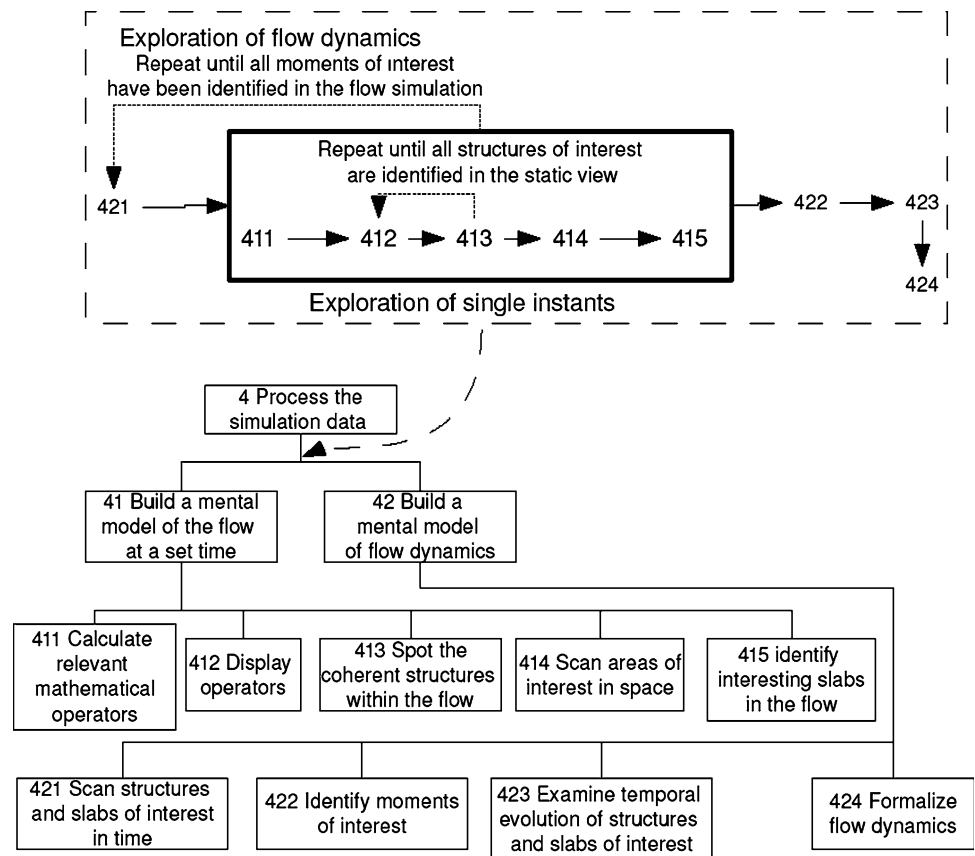 Exploration of flow dynamics
Repeat until all moments of interest
have been identified in the flow simulation
Repeat until all structures of interest
are identified in the static view
421
411
412
413
414
415
422
423
424
Exploration of single instants
4 Process the
simulation data
41 Build a mental
model of the flow
at a set time
42 Build a
mental model
of flow dynamics
411 Calculate
relevant
mathematical
operators
412 Display
operators
413 Spot the
coherent structures
within the flow
414 Scan areas of
interest in space
415 identify
interesting slabs
in the flow
421 Scan structures
and slabs of interest
in time
422 Identify moments
of interest
423 Examine temporal
evolution of structures
and slabs of interest
424 Formalize
flow dynamics